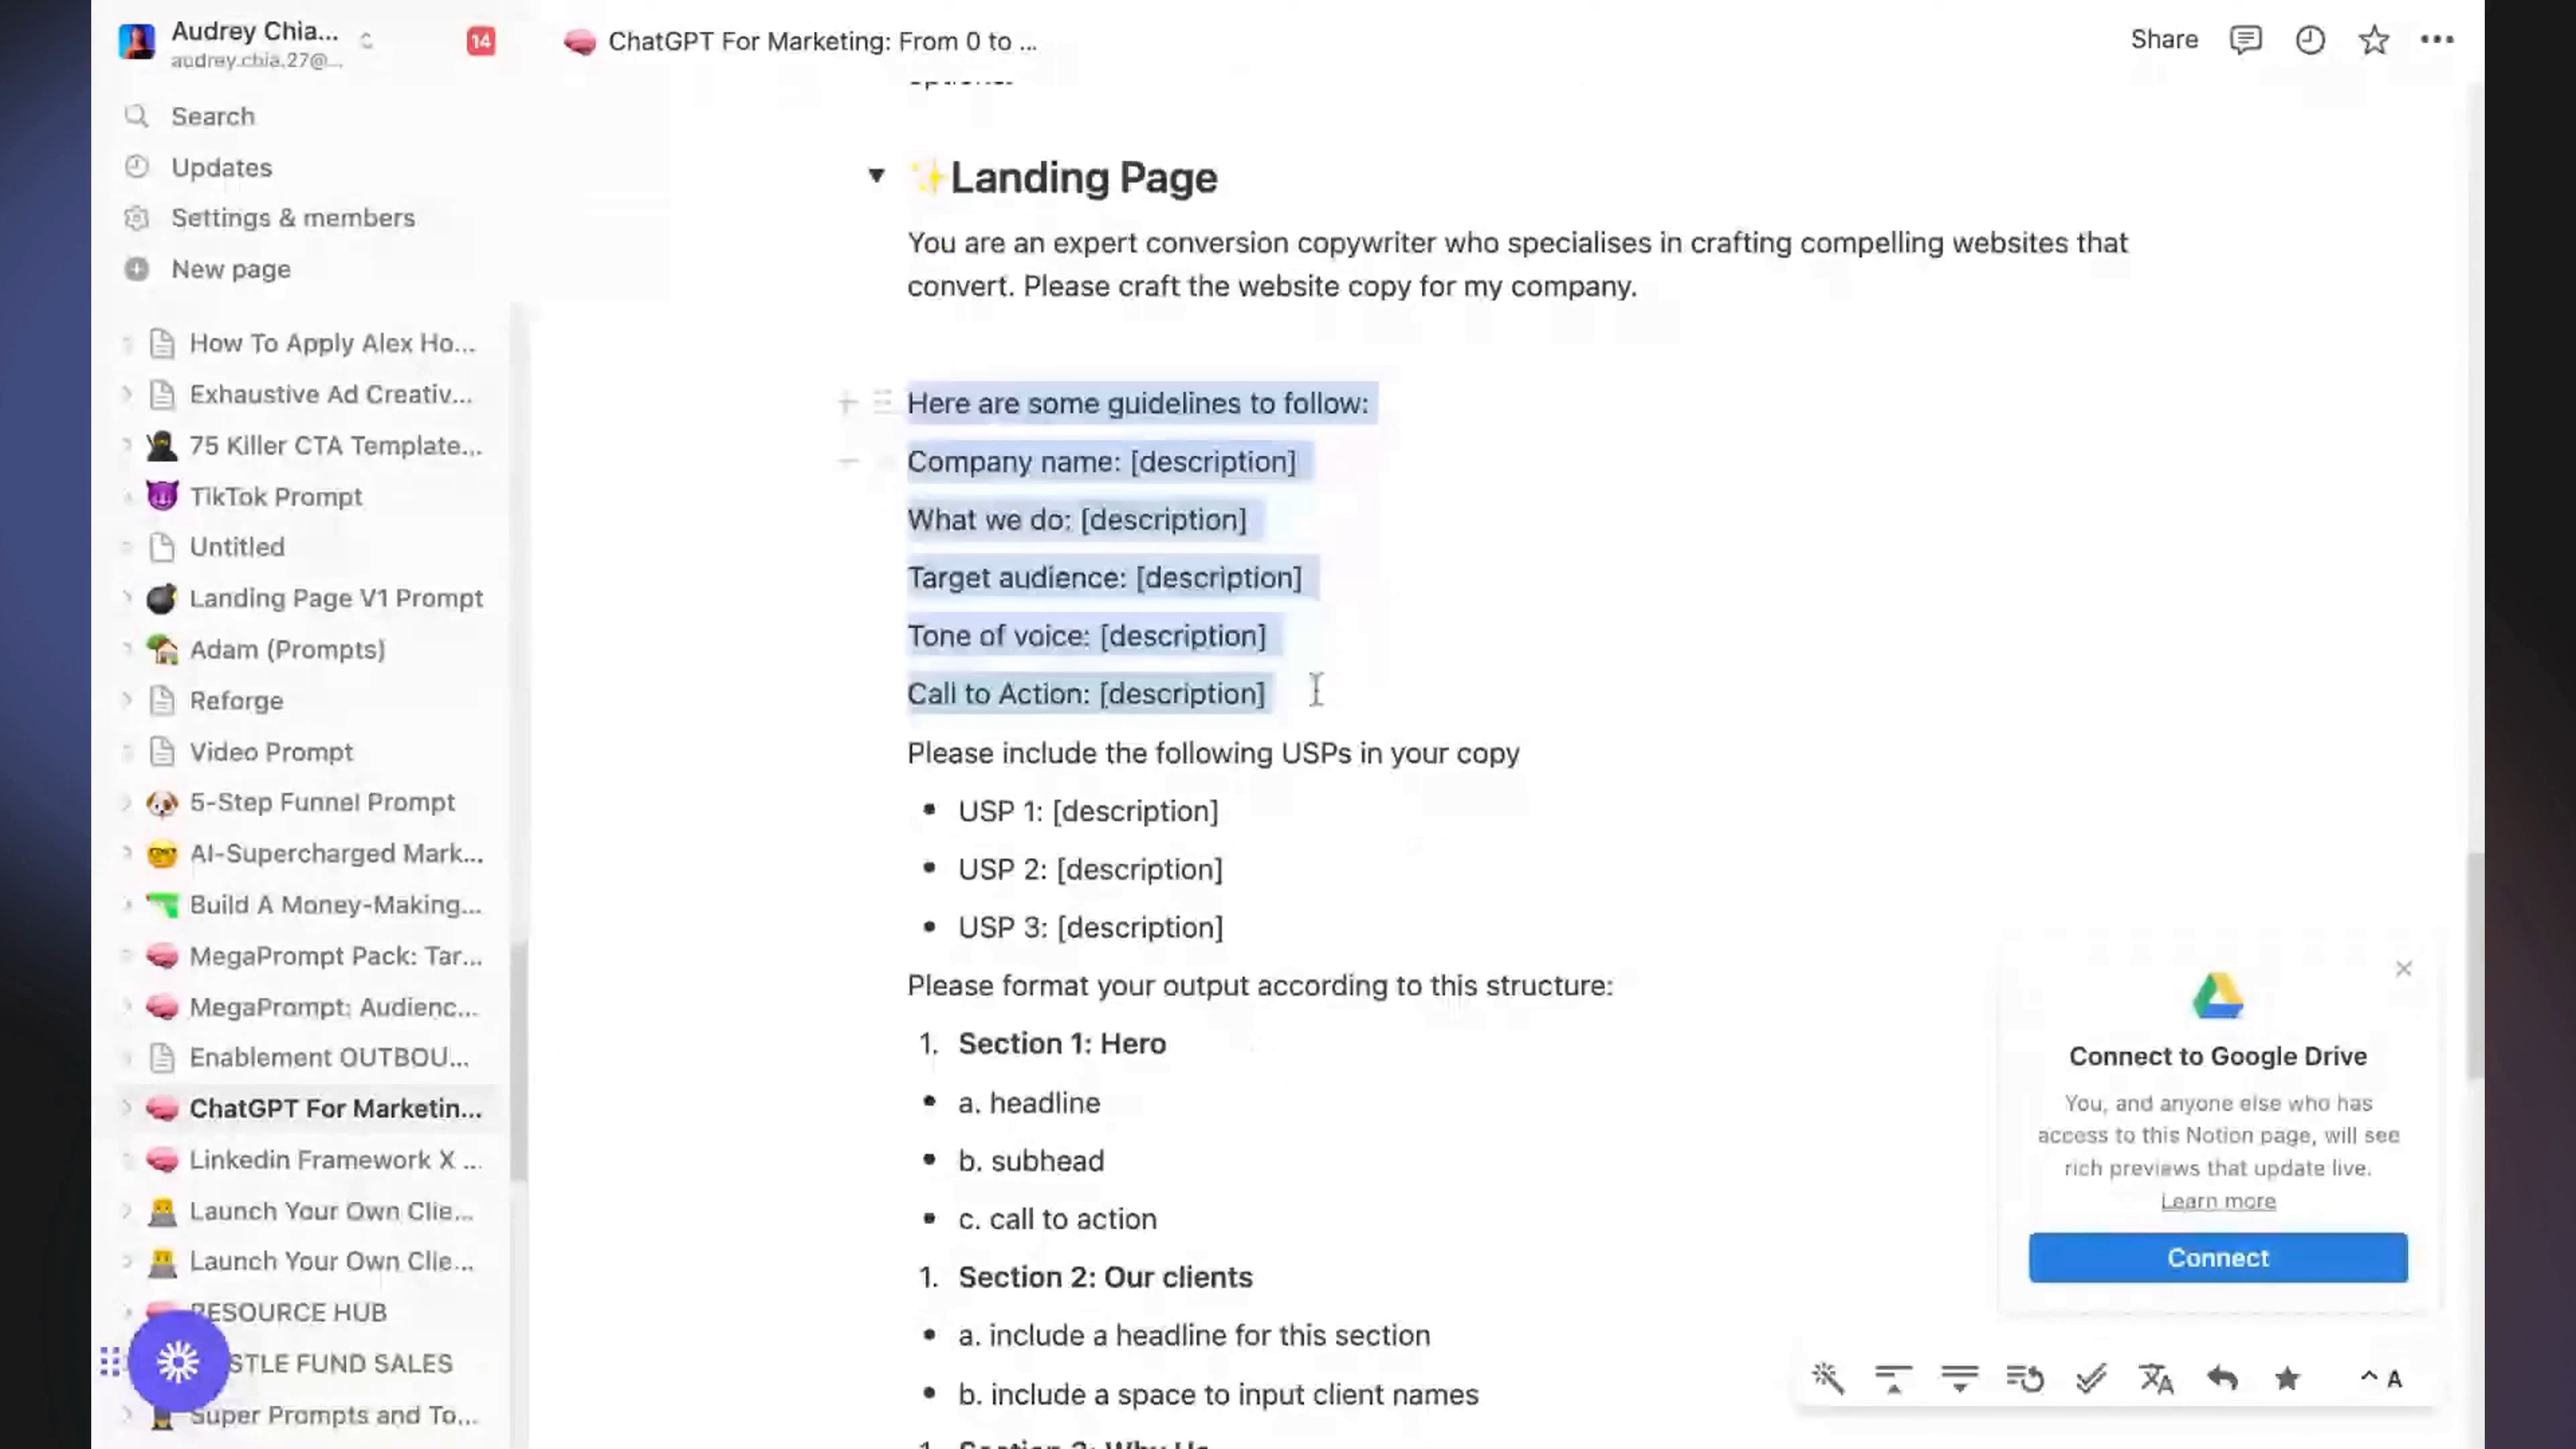 Audrey Chia...
audrey.chia.27@...
14
Search
Updates
Settings & members
New page
How To Apply Alex Ho...
Exhaustive Ad Creativ...
75 Killer CTA Template...
TikTok Prompt
Untitled
Landing Page V1 Prompt
Adam (Prompts)
Reforge
Video Prompt
5-Step Funnel Prompt
AI-Supercharged Mark...
Build A Money-Making...
MegaPrompt Pack: Tar...
MegaPrompt: Audienc...
Enablement OUTBOU...
ChatGPT For Marketin...
Linkedin Framework X ...
Launch Your Own Clie...
Launch Your Own Clie...
RESOURCE HUB
STLE FUND SALES
Super Prompts and To...
ChatGPT For Marketing: From 0 to ...
Share
✨Landing Page
You are an expert conversion copywriter who specialises in crafting compelling websites that
convert. Please craft the website copy for my company.
Here are some guidelines to follow:
Company name: [description]
What we do: [description]
Target audience: [description]
Tone of voice: [description]
Call to Action: [description]
Please include the following USPs in your copy
• USP 1: [description]
• USP 2: [description]
• USP 3: [description]
Please format your output according to this structure:
1. Section 1: Hero
• a. headline
• b. subhead
• c. call to action
1. Section 2: Our clients
• a. include a headline for this section
• b. include a space to input client names
1. Section 3: Why Us
Connect to Google Drive
You, and anyone else who has
access to this Notion page, will see
rich previews that update live.
Learn more
Connect
A